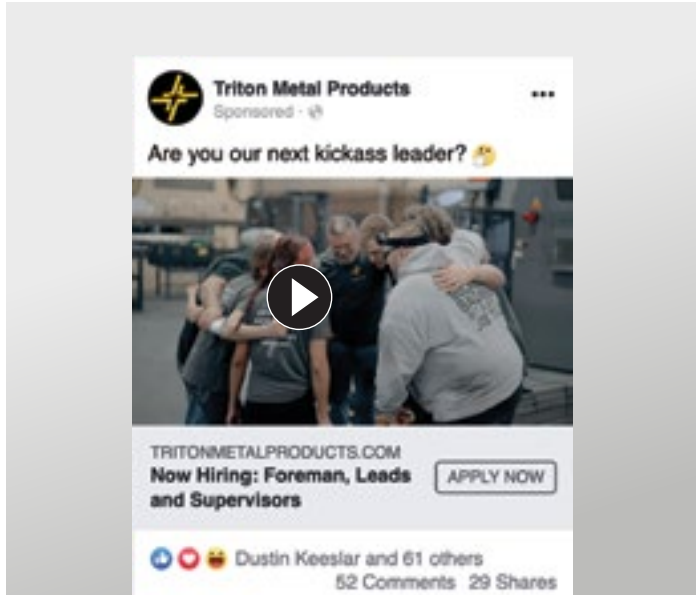 Triton Metal Products
Sponsored ·
Are you our next kickass leader? 🤔
TRITONMETALPRODUCTS.COM
Now Hiring: Foreman, Leads
and Supervisors
APPLY NOW
Dustin Keeslar and 61 others
52 Comments 29 Shares